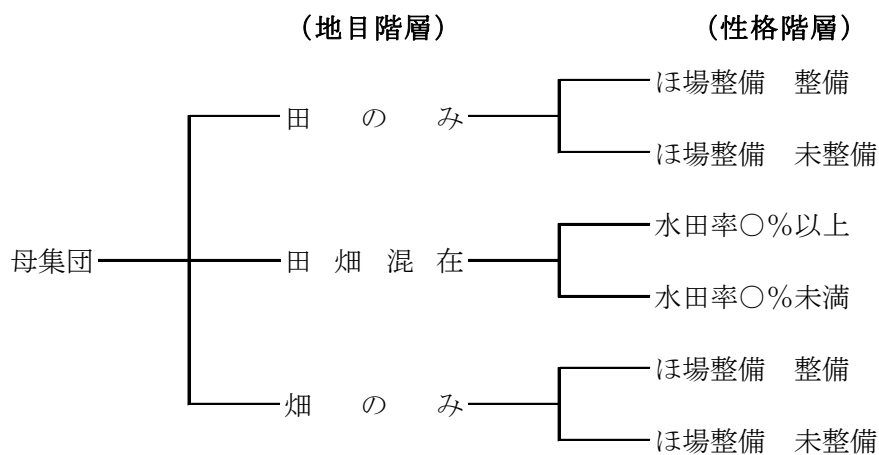 （地目階層）　（性格階層）
ほ場整備　整備
田のみ
ほ場整備　未整備
水田率○％以上
母集団　田畑混在
水田率○％未満
ほ場整備　整備
畑のみ
ほ場整備　未整備